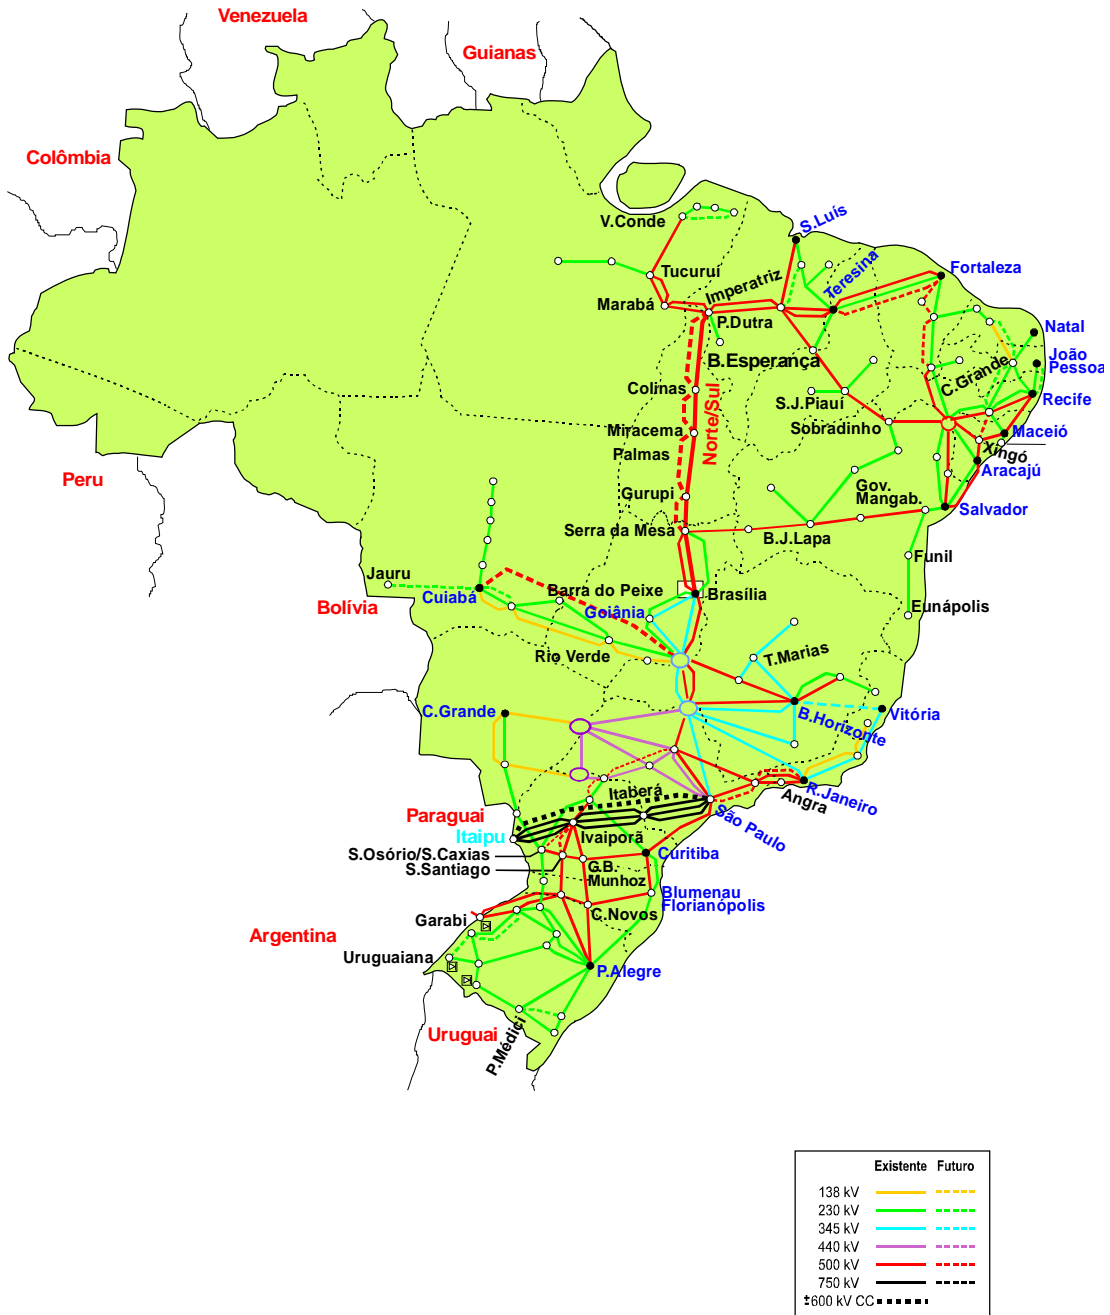 Venezuela
Guianas
Colômbia
V.Conde
S.Luís
Tucuruí
Imperatriz
Teresina
Fortaleza
Marabá
P.Dutra
Natal
B.Esperança
João
Pessoa
C.Grande
Colinas
Norte/Sul
S.J.Piauí
Recife
Sobradinho
Miracema
Maceió
Palmas
Xingó
Aracajú
Peru
Gurupi
Gov.
Mangab.
Salvador
Serra da Mesa
B.J.Lapa
Funil
Jauru
Cuiabá
Barra do Peixe
Brasília
Bolívia
Goiânia
Eunápolis
Rio Verde
T.Marias
C.Grande
B.Horizonte
Vitória
Itaberá
Angra
R.Janeiro
Paraguai
São Paulo
Itaipu
Ivaiporã
S.Osório/S.Caxias
Curitiba
S.Santiago
G.B.
Munhoz
Blumenau
Florianópolis
Garabi
C.Novos
Argentina
Uruguaiana
P.Alegre
Uruguai
P.Médici
Existente Futuro
138 kV
230 kV
345 kV
440 kV
500 kV
750 kV
±600 kV CC